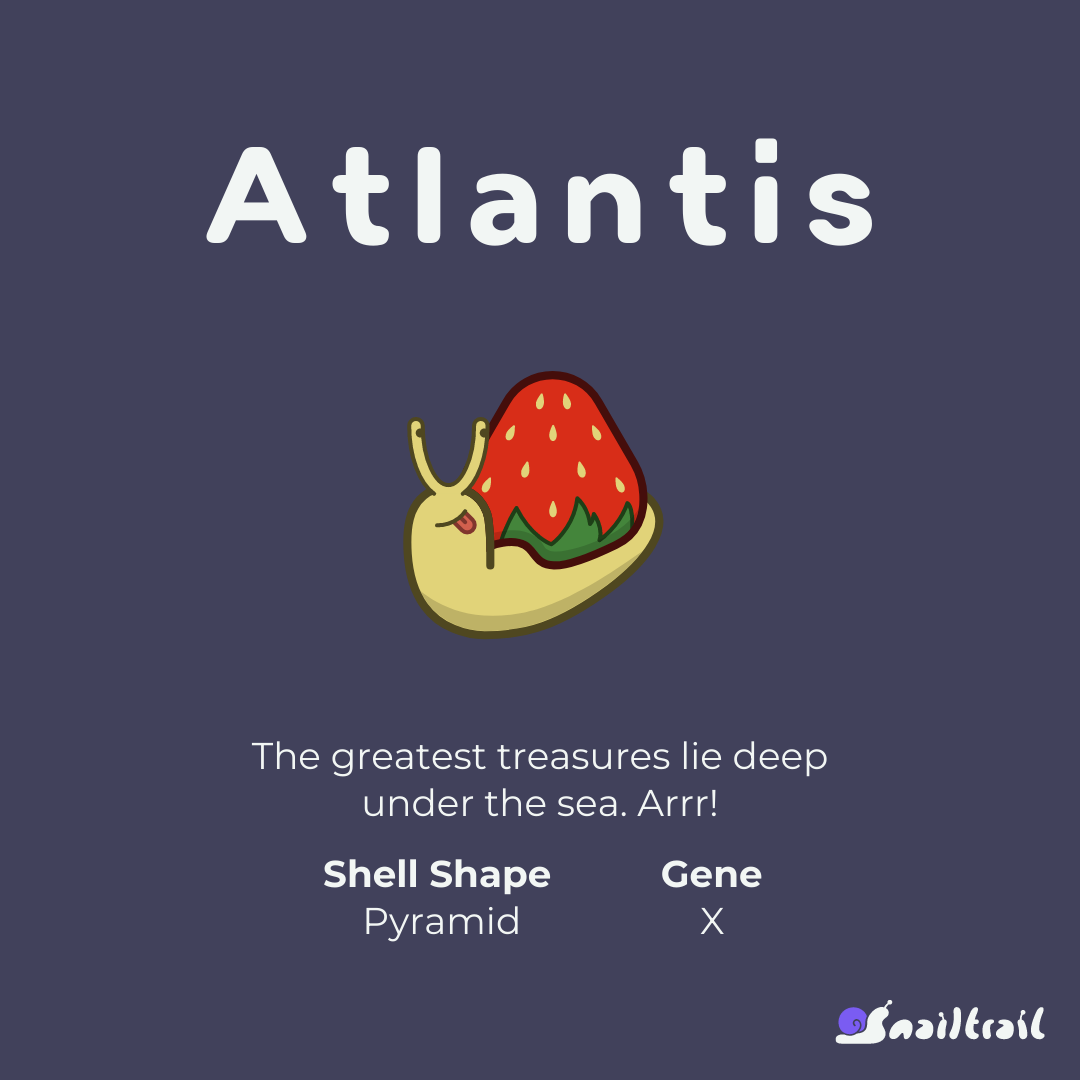 Atlantis
The greatest treasures lie deep
under the sea. Arrr!
Shell Shape Gene
Pyramid X
Snailtrail